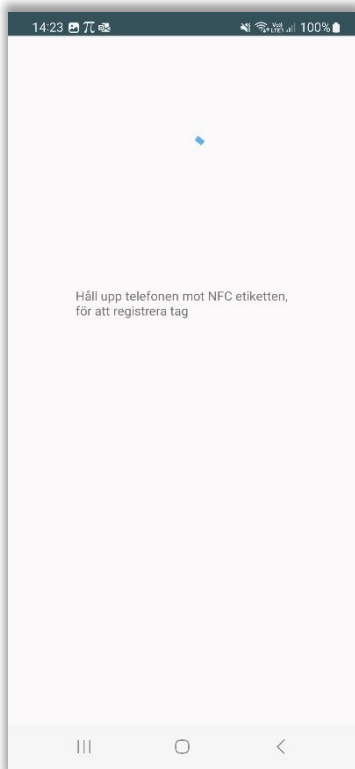 14:23 π 100%
Håll upp telefonen mot NFC etiketten,
för att registrera tag